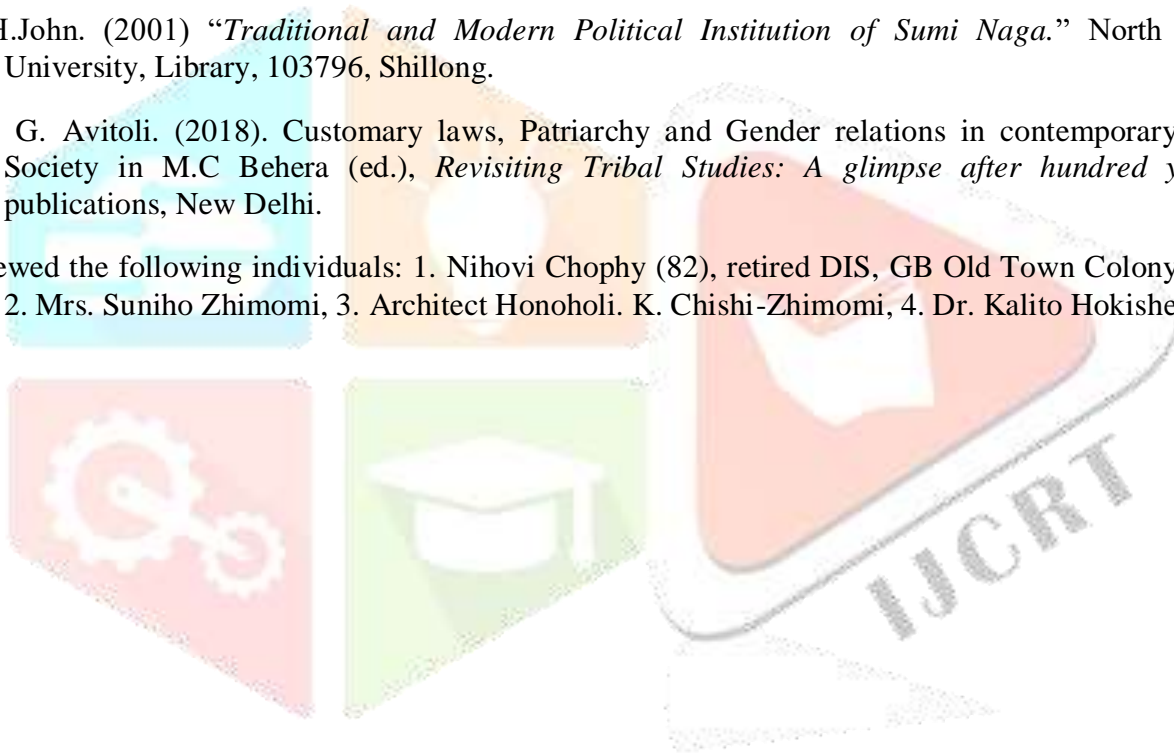 H.John. (2001) “Traditional and Modern Political Institution of Sumi Naga.” North
University, Library, 103796, Shillong.
G. Avitoli. (2018). Customary laws, Patriarchy and Gender relations in contemporary
Society in M.C Behera (ed.), Revisiting Tribal Studies: A glimpse after hundred
publications, New Delhi.
ewed the following individuals: 1. Nihovi Chophy (82), retired DIS, GB Old Town Colony
2. Mrs. Suniho Zhimomi, 3. Architect Honoholi. K. Chishi-Zhimomi, 4. Dr. Kalito Hokishe
IJCRT